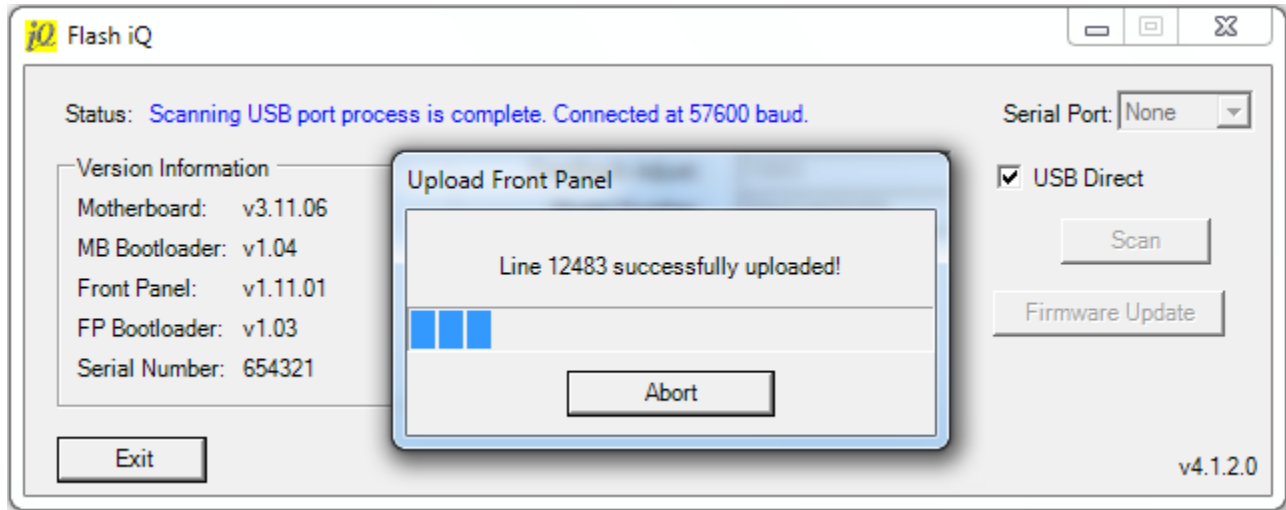 iQ Flash iQ
Status: Scanning USB port process is complete. Connected at 57600 baud.
Serial Port: None
Version Information
Motherboard: v3.11.06
MB Bootloader: v1.04
Front Panel: v1.11.01
FP Bootloader: v1.03
Serial Number: 654321
Upload Front Panel
Line 12483 successfully uploaded!
Abort
USB Direct
Scan
Firmware Update
Exit
v4.1.2.0